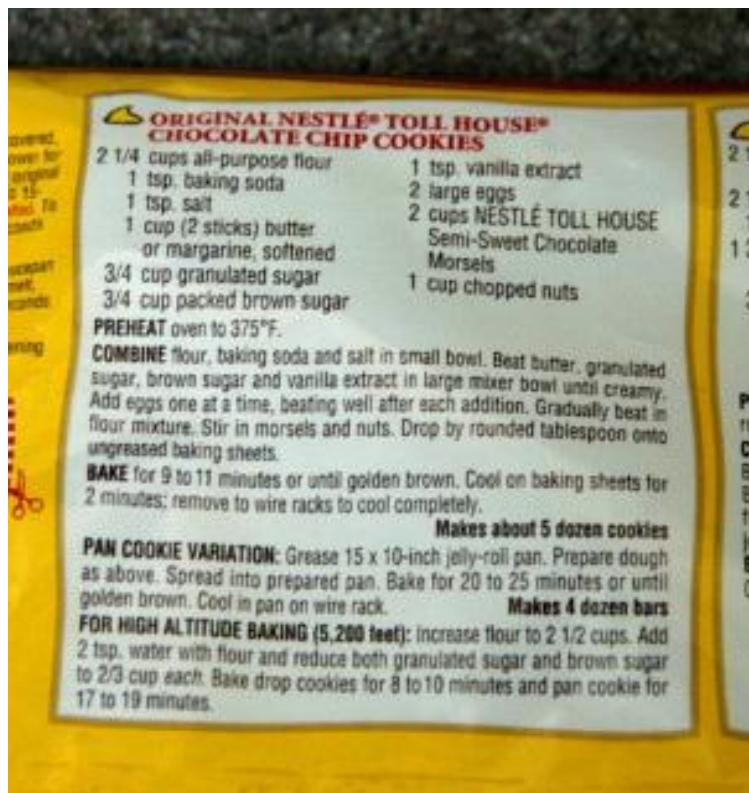 ORIGINAL NESTLÉ® TOLL HOUSE®
CHOCOLATE CHIP COOKIES
2 1/4 cups all-purpose flour
1 tsp. baking soda
1 tsp. salt
1 cup (2 sticks) butter
or margarine, softened
3/4 cup granulated sugar
3/4 cup packed brown sugar
1 tsp. vanilla extract
2 large eggs
2 cups NESTLÉ TOLL HOUSE
Semi-Sweet Chocolate
Morsels
1 cup chopped nuts
PREHEAT oven to 375°F.
COMBINE flour, baking soda and salt in small bowl. Beat butter, granulated
sugar, brown sugar and vanilla extract in large mixer bowl until creamy.
Add eggs one at a time, beating well after each addition. Gradually beat in
flour mixture. Stir in morsels and nuts. Drop by rounded tablespoon onto
ungreased baking sheets.
BAKE for 9 to 11 minutes or until golden brown. Cool on baking sheets for
2 minutes; remove to wire racks to cool completely.
Makes about 5 dozen cookies
PAN COOKIE VARIATION: Grease 15 x 10-inch jelly-roll pan. Prepare dough
as above. Spread into prepared pan. Bake for 20 to 25 minutes or until
golden brown. Cool in pan on wire rack. Makes 4 dozen bars
FOR HIGH ALTITUDE BAKING (5,200 feet): Increase flour to 2 1/2 cups. Add
2 tsp. water with flour and reduce both granulated sugar and brown sugar
to 2/3 cup each. Bake drop cookies for 8 to 10 minutes and pan cookie for
17 to 19 minutes.